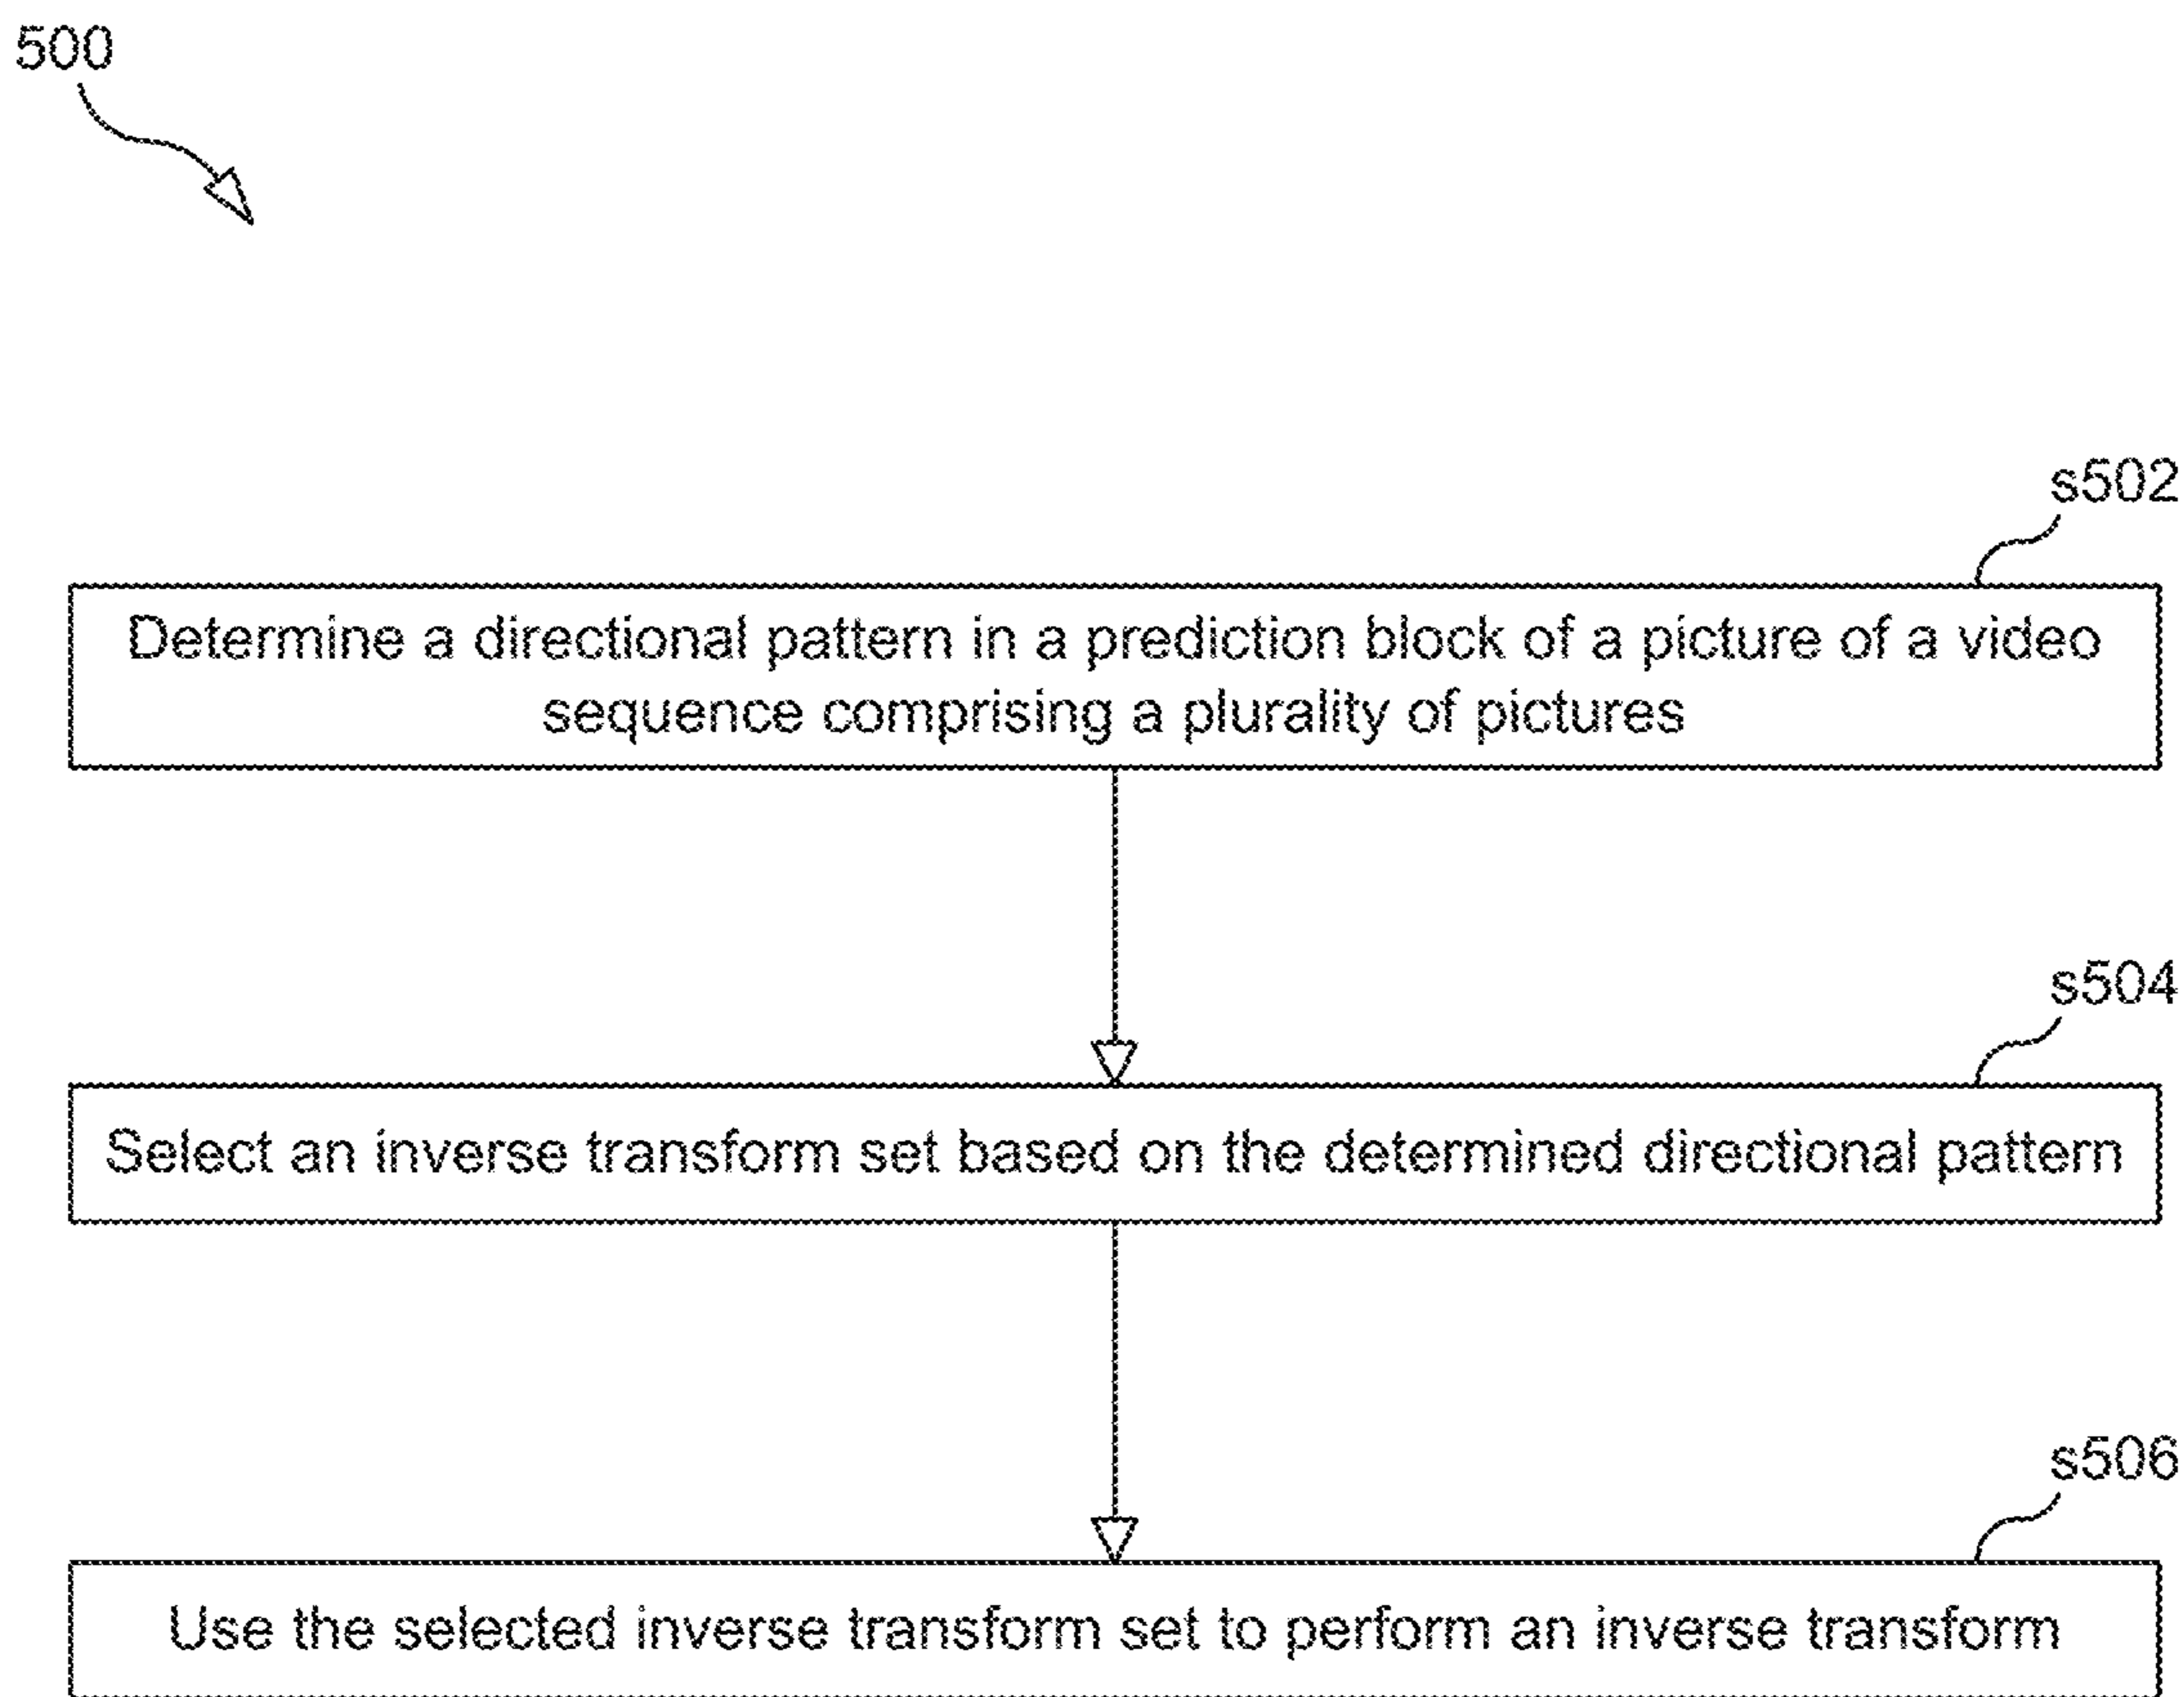 500
s502
Determine a directional pattern in a prediction block of a picture of a video
sequence comprising a plurality of pictures
s504
Select an inverse transform set based on the determined directional pattern
s506
Use the selected inverse transform set to perform an inverse transform